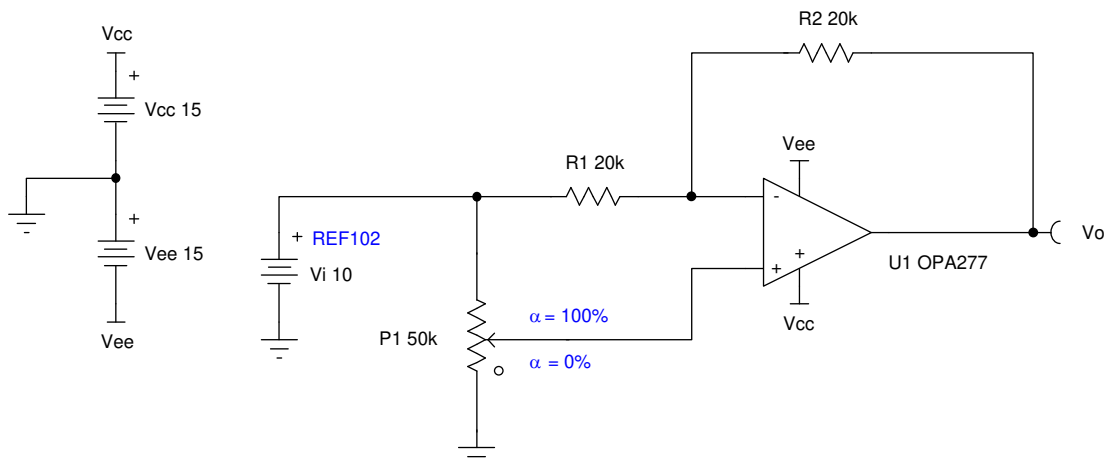 R2 20k
Vcc
+
Vcc 15
Vee
R1 20k
-
+
Vee 15
+ REF102
Vi 10
+
+
U1 OPA277
Vo
Vcc
α = 100%
P1 50k
α = 0%
Vee